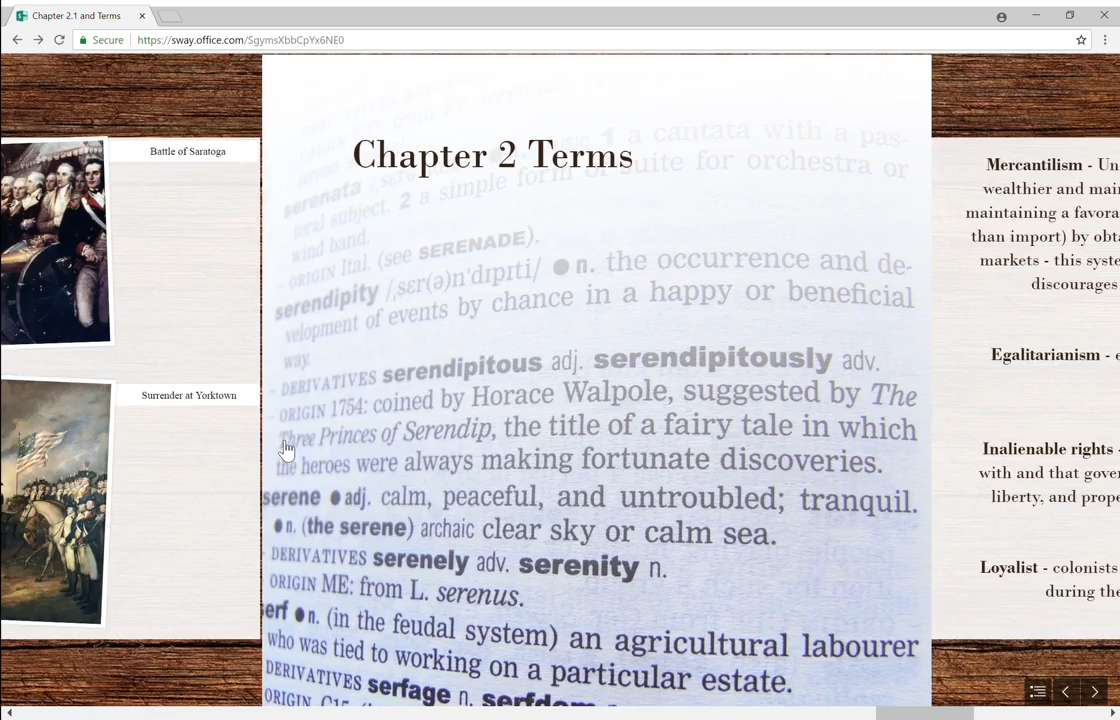 Chapter 2.1 and Terms
Secure
https://sway.office.com/SgymsXbbCpYx6NE0
Battle of Saratoga
Surrender at Yorktown
Chapter 2 Terms
1 a cantata with a pas-
serenata
toral subject. 2 a simple form of suite for orchestra or
wind band.
- ORIGIN Ital. (see SERENADE).
serendipity /ˌsɛr(ə)nˈdɪpɪti/ ● n. the occurrence and de-
velopment of events by chance in a happy or beneficial
way.
- DERIVATIVES serendipitous adj. serendipitously adv.
- ORIGIN 1754: coined by Horace Walpole, suggested by The
Three Princes of Serendip, the title of a fairy tale in which
the heroes were always making fortunate discoveries.
serene ● adj. calm, peaceful, and untroubled; tranquil.
● n. (the serene) archaic clear sky or calm sea.
DERIVATIVES serenely adv. serenity n.
ORIGIN ME: from L. serenus.
serf ● n. (in the feudal system) an agricultural labourer
who was tied to working on a particular estate.
DERIVATIVES serfage n. serfdom
ORIGIN C15
Mercantilism - Un
wealthier and mai
maintaining a favora
than import) by obta
markets - this syste
discourages
Egalitarianism - e
Inalienable rights -
with and that gove
liberty, and prope
Loyalist - colonists
during the